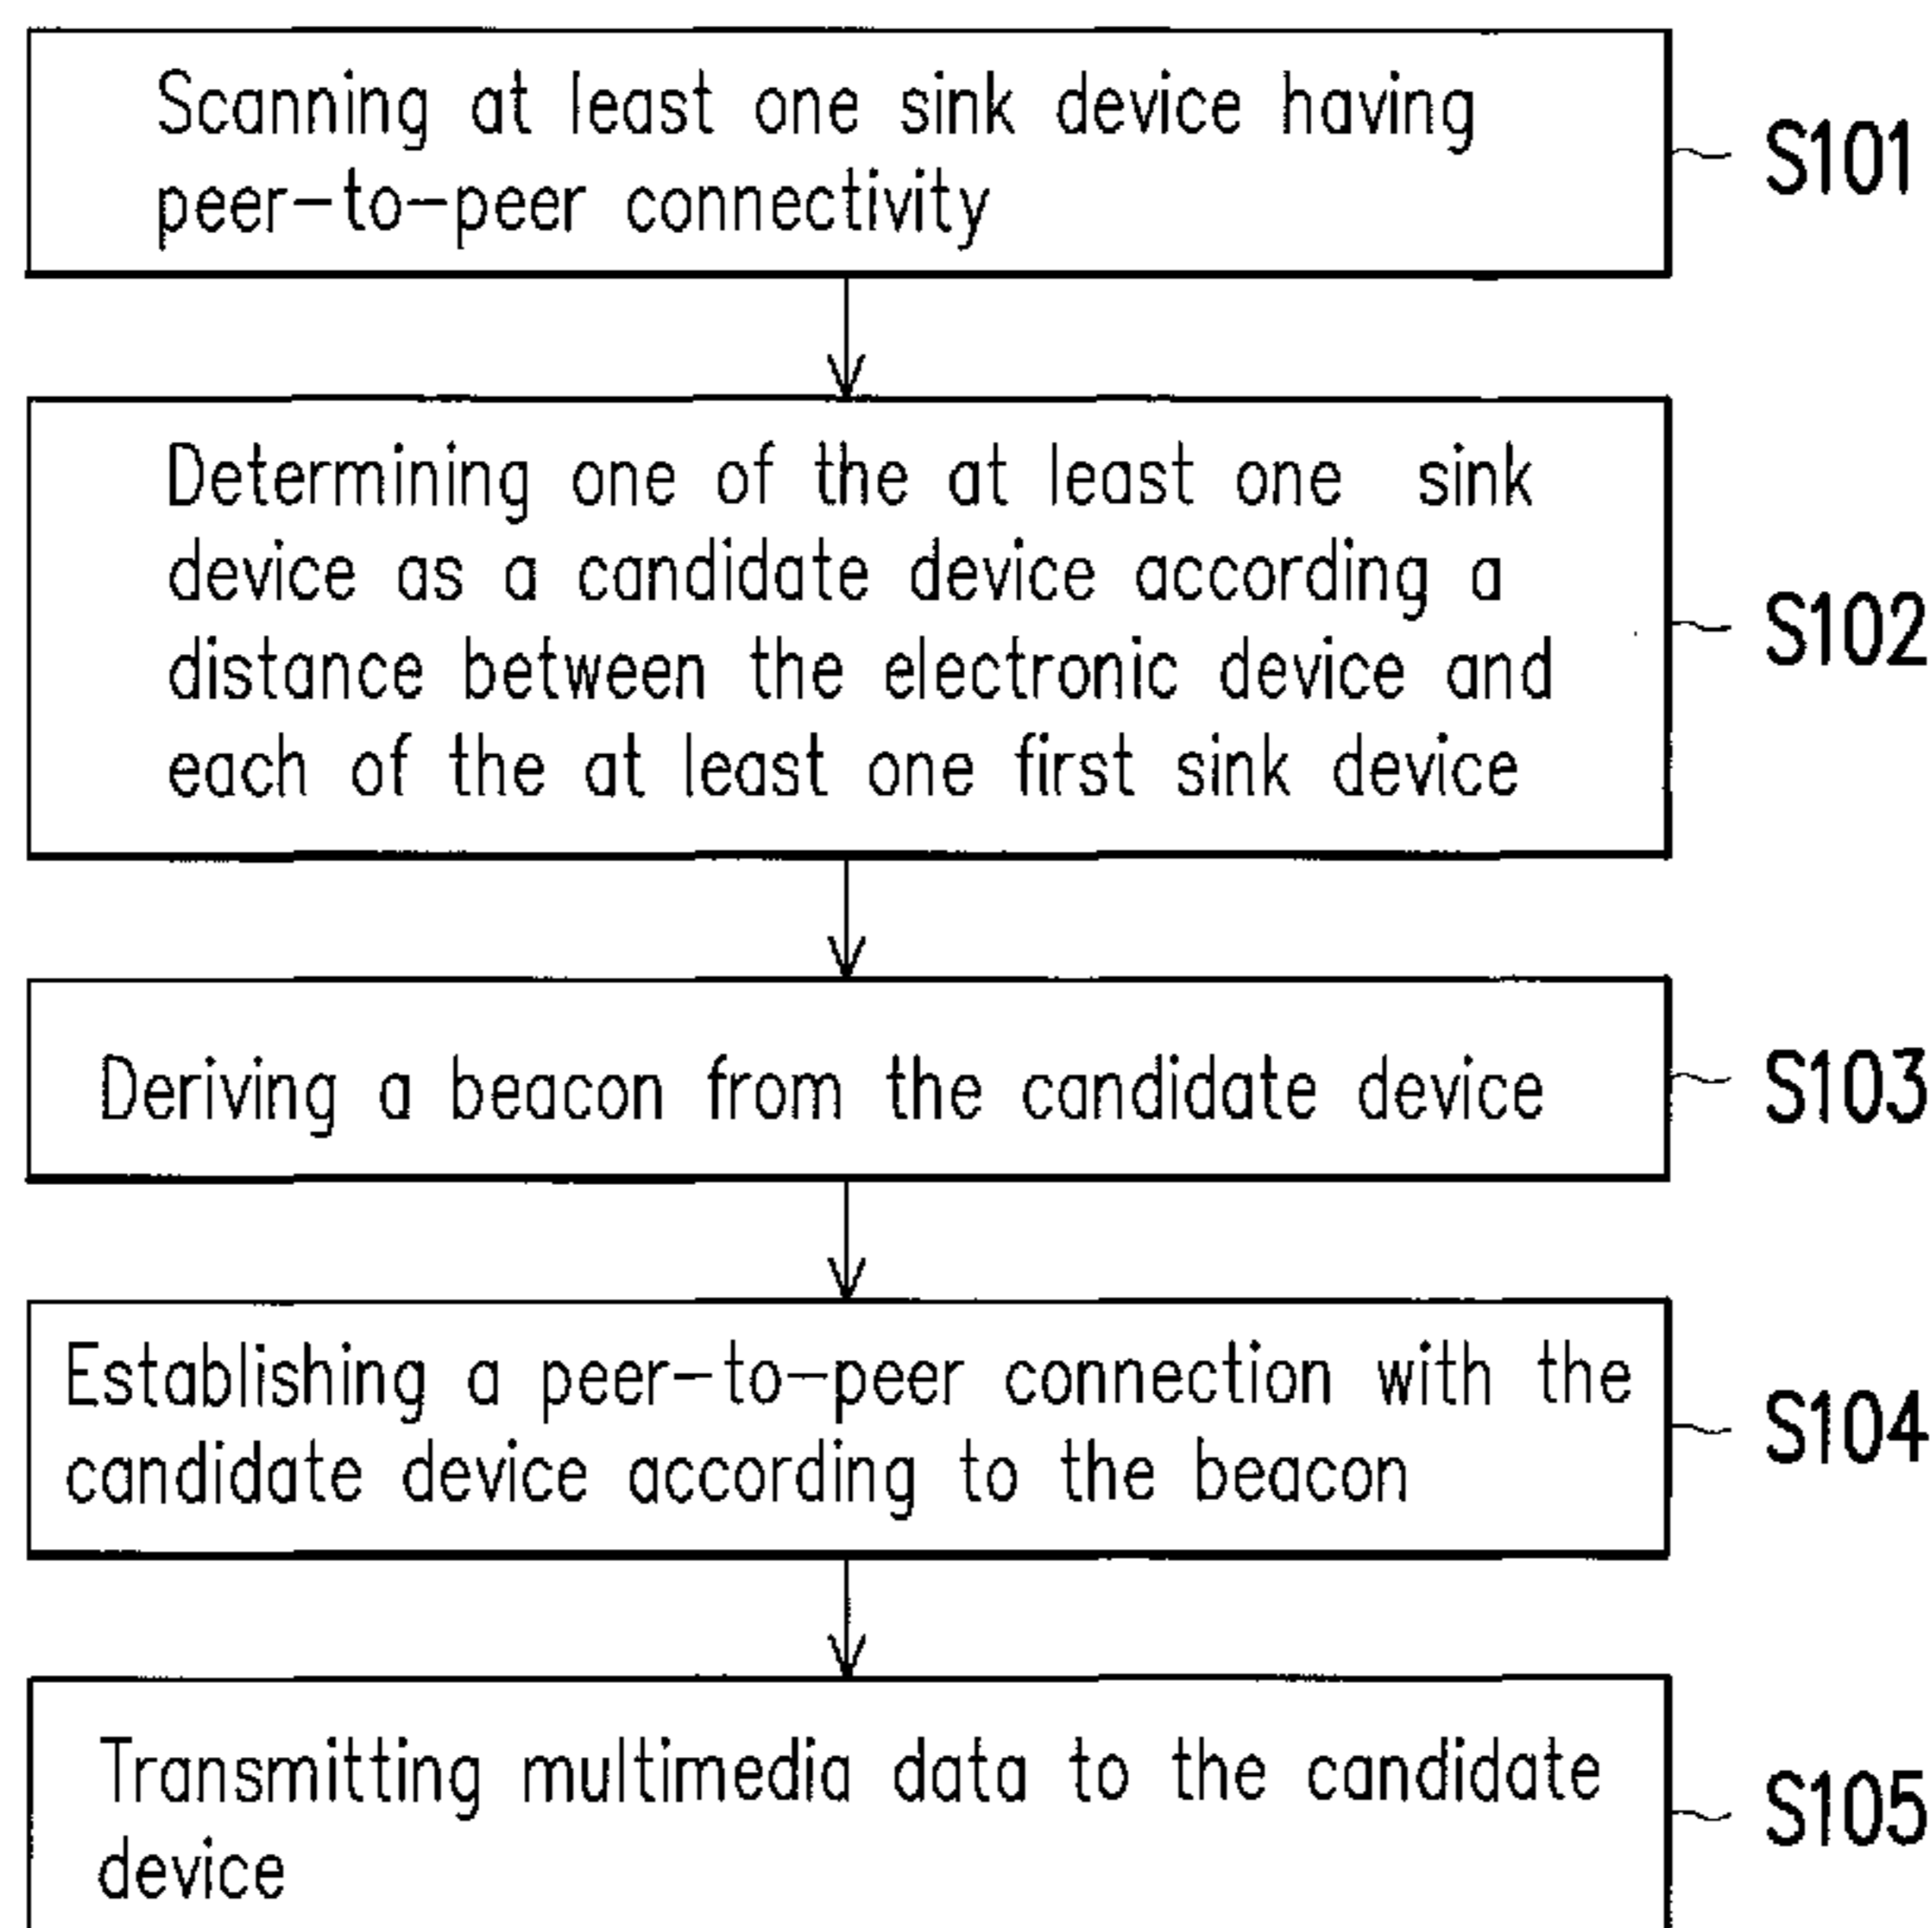 Scanning at least one sink device having
peer-to-peer connectivity
S101
Determining one of the at least one sink
device as a candidate device according a
distance between the electronic device and
each of the at least one first sink device
S102
Deriving a beacon from the candidate device
S103
Establishing a peer-to-peer connection with the
candidate device according to the beacon
S104
Transmitting multimedia data to the candidate
device
S105